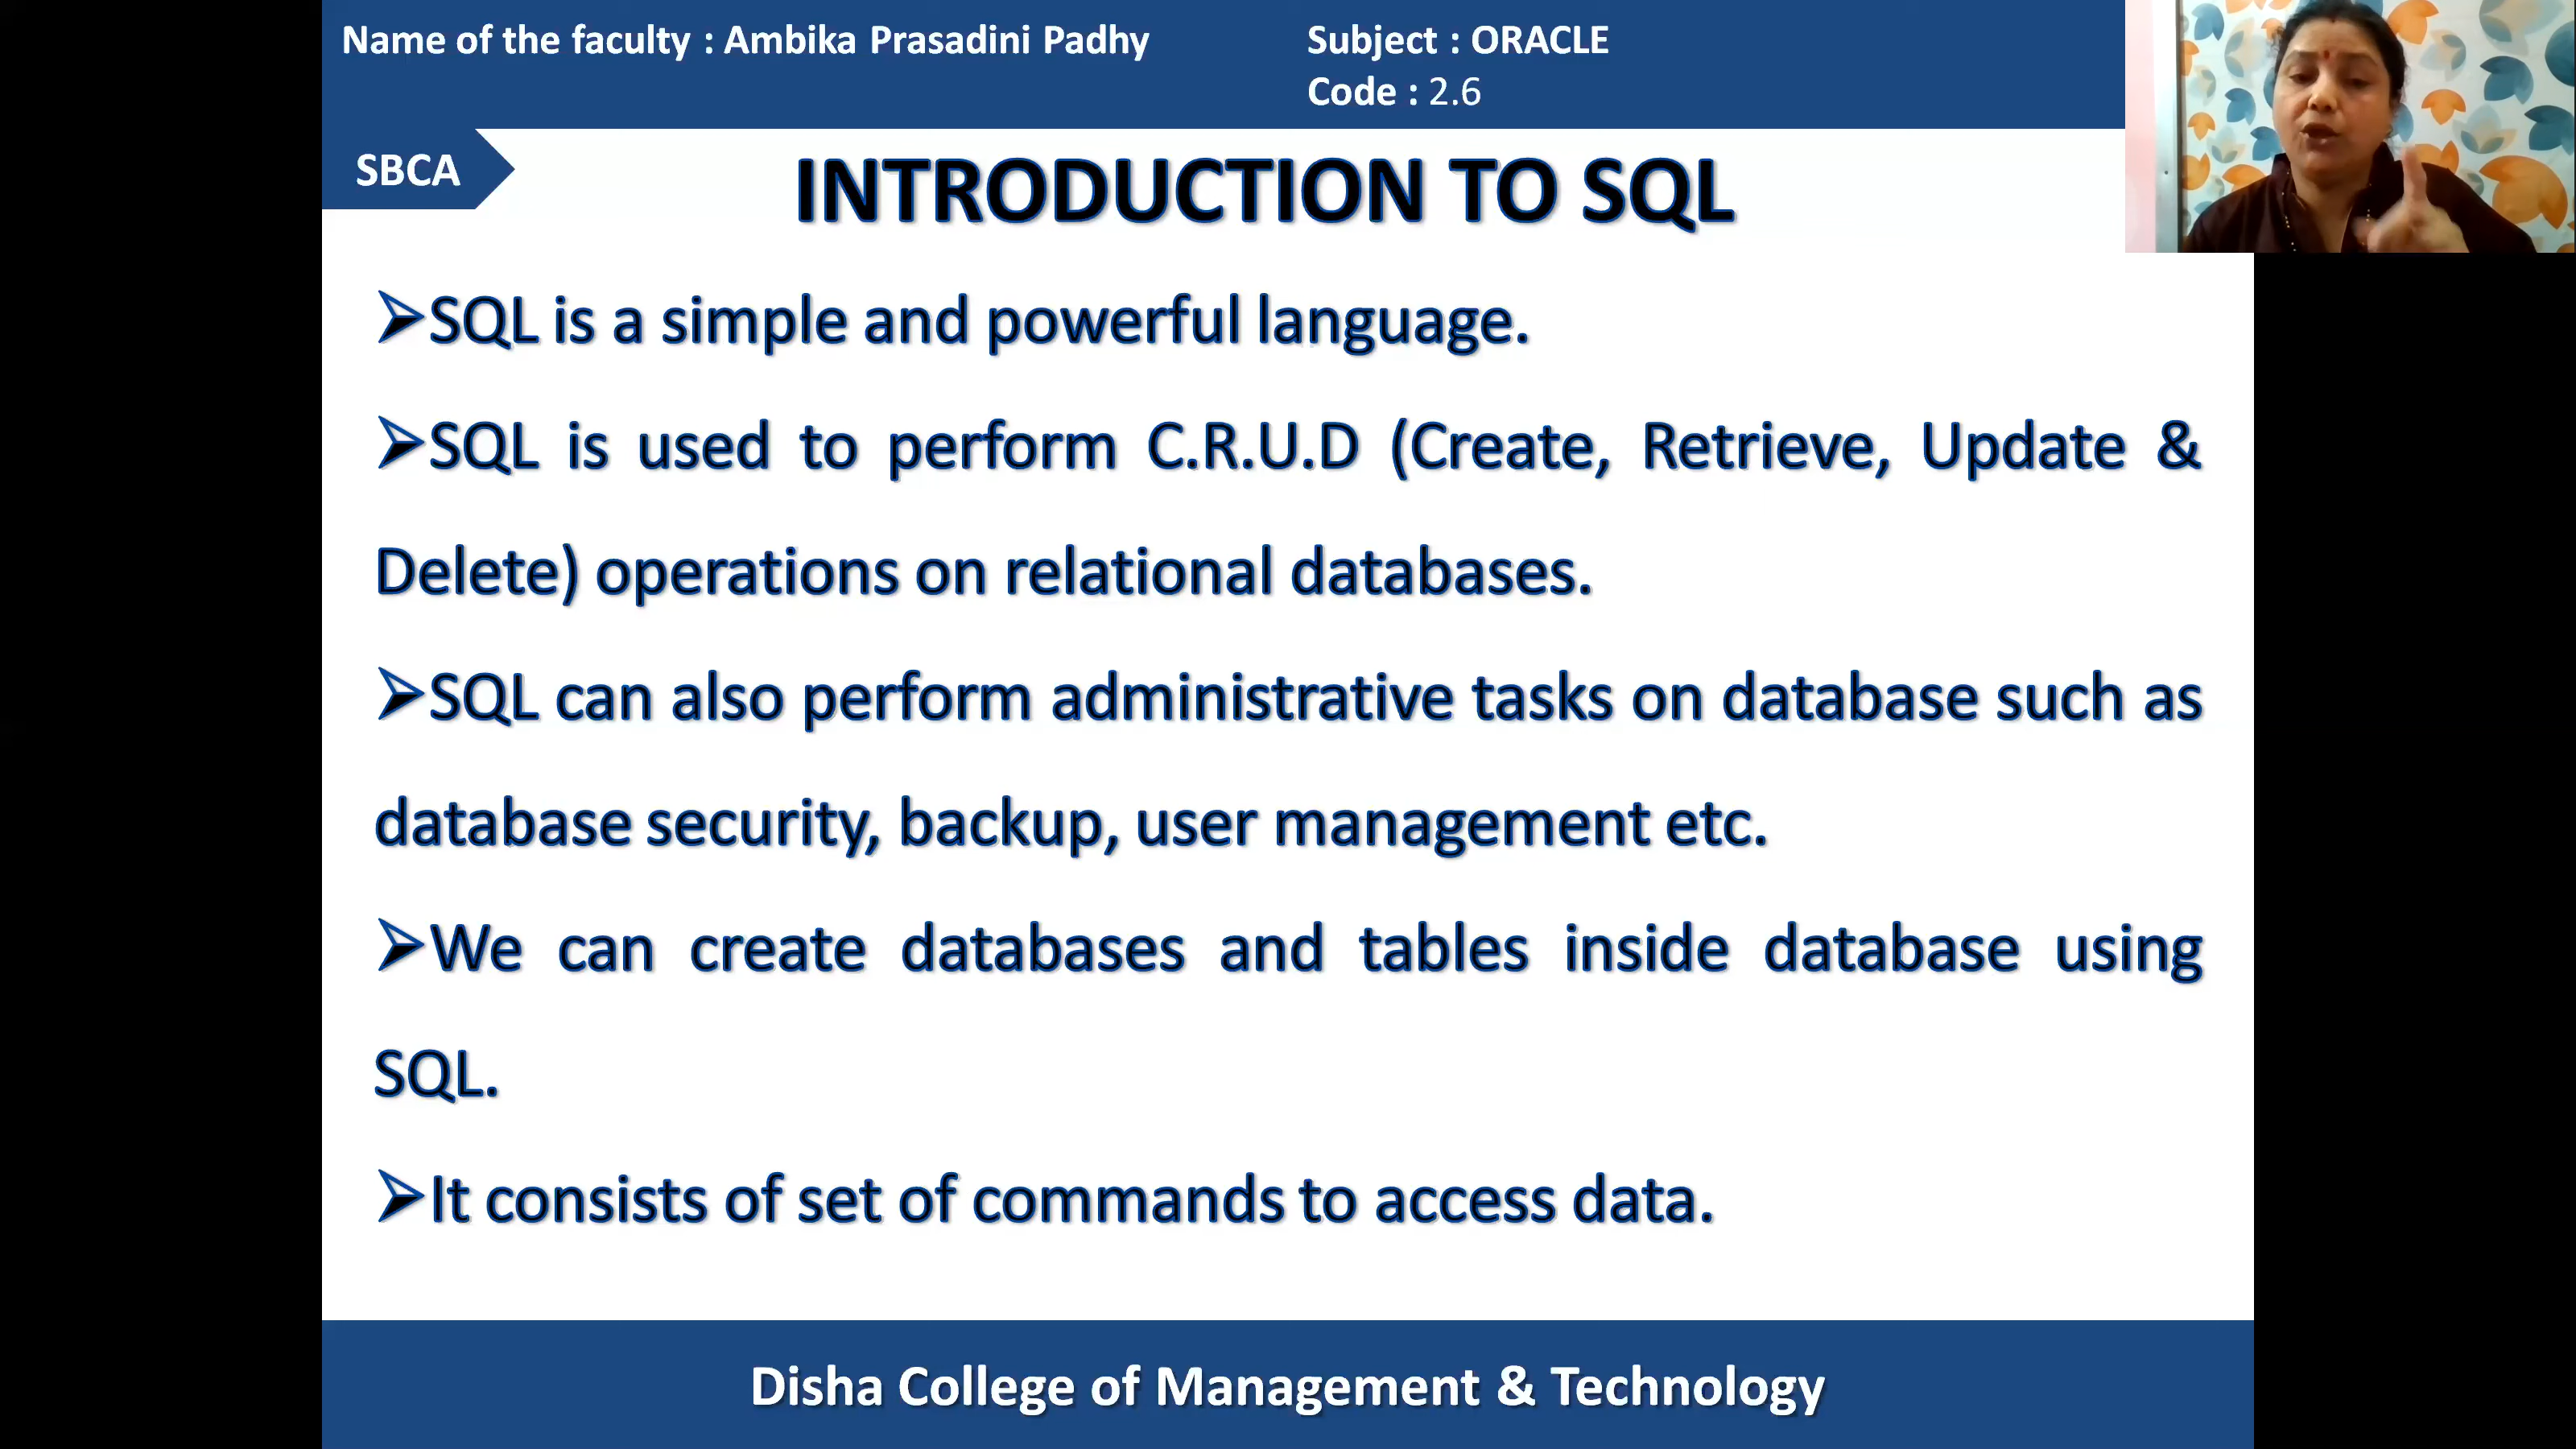 Name of the faculty : Ambika Prasadini Padhy
Subject : ORACLE
Code : 2.6
SBCA
INTRODUCTION TO SQL
➢SQL is a simple and powerful language.
➢SQL is used to perform C.R.U.D (Create, Retrieve, Update &
Delete) operations on relational databases.
➢SQL can also perform administrative tasks on database such as
database security, backup, user management etc.
➢We can create databases and tables inside database using
SQL.
➢It consists of set of commands to access data.
Disha College of Management & Technology